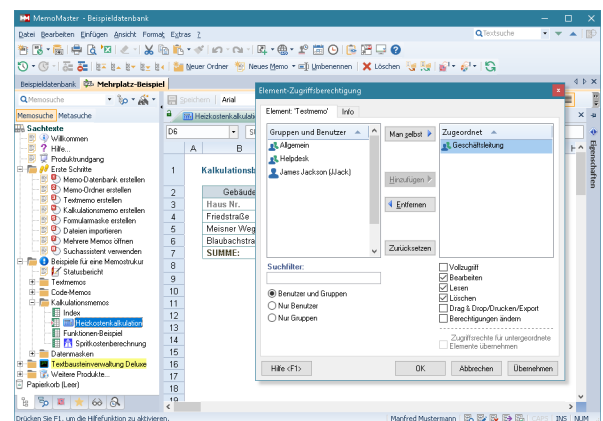 MemoMaster - Beispieldatenbank
Datei Bearbeiten Einfügen Ansicht Format Extras ?
Textsuche
Neuer Ordner Neues Memo Umbenennen Löschen
Beispieldatenbank Mehrplatz-Beispiel
Memosuche
Speichern Arial
Memosuche Metasuche
Heizkostenkalkulati
Sachtexte
Willkommen
Hilfe...
Produktrundgang
Erste Schritte
Memo-Datenbank erstellen
Memo-Ordner erstellen
Textmemo erstellen
Kalkulationsmemo erstellen
Formularmaske erstellen
Dateien importieren
Mehrere Memos öffnen
Suchassistent verwenden
Beispiele für eine Memostruktur
Statusbericht
Textmemos
Code-Memos
Kalkulationsmemos
Index
Heizkostenkalkulation
Funktionen-Beispiel
Spritkostenberechnung
Datenmasken
Textbausteinverwaltung Deluxe
Weitere Produkte...
Papierkorb (Leer)
D6
A B
1 Kalkulationsb
2 Gebäude
3 Haus Nr.
4 Friedstraße
5 Meisner Weg
6 Blaubachstra
7 SUMME:
8
9
10
11
12
13
14
15
16
17
18
19
Element-Zugriffsberechtigung
Element: 'Testmemo' Info
Gruppen und Benutzer
Allgemein
Helpdesk
James Jackson (JJack)
Man selbst
Hinzufügen
Entfernen
Zurücksetzen
Zugeordnet
Geschäftsleitung
Suchfilter:
Benutzer und Gruppen
Nur Benutzer
Nur Gruppen
Vollzugriff
Bearbeiten
Lesen
Löschen
Drag & Drop/Drucken/Export
Berechtigungen ändern
Zugriffsrechte für untergeordnete
Elemente übernehmen
Hilfe <F1> OK Abbrechen Übernehmen
H
Eigenschaften
Drücken Sie F1, um die Hilfefunktion zu aktivieren.
Manfred Mustermann CAPS INS NUM